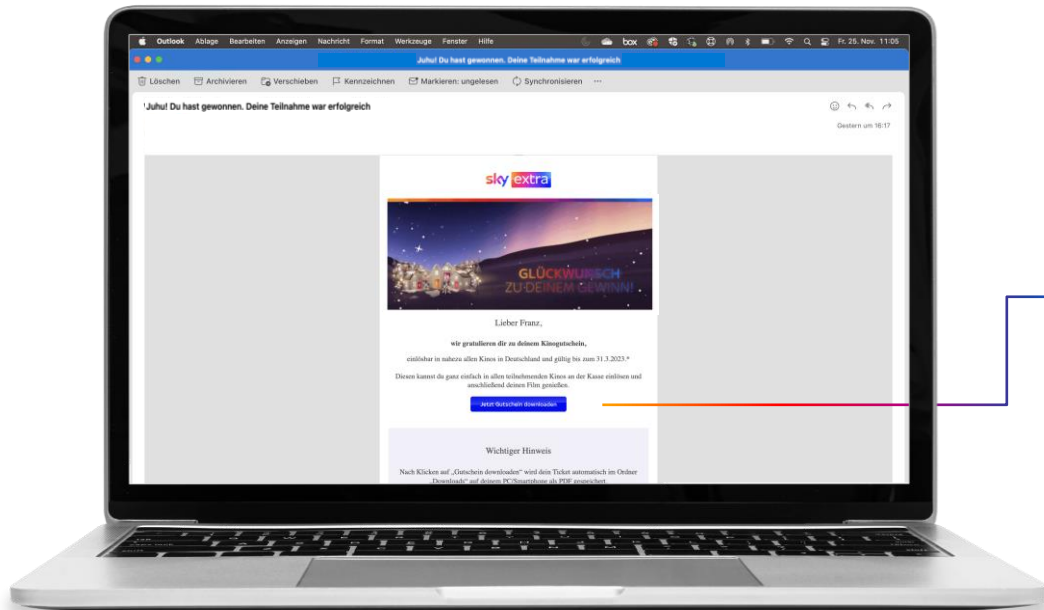 Outlook Ablage Bearbeiten Anzeigen Nachricht Format Werkzeuge Fenster Hilfe box Fr. 25. Nov. 11:05
Juhu! Du hast gewonnen. Deine Teilnahme war erfolgreich
Löschen Archivieren Verschieben Kennzeichnen Markieren: ungelesen Synchronisieren ...
Juhu! Du hast gewonnen. Deine Teilnahme war erfolgreich
Gestern um 16:17
sky extra
GLÜCKWUNSCH
ZU DEINEM GEWINN!
Lieber Franz,
wir gratulieren dir zu deinem Kinogutschein,
einlösbar in nahezu allen Kinos in Deutschland und gültig bis zum 31.3.2023.*
Diesen kannst du ganz einfach in allen teilnehmenden Kinos an der Kasse einlösen und
anschließend deinen Film genießen.
Jetzt Gutschein downloaden
Wichtiger Hinweis
Nach Klicken auf „Gutschein downloaden" wird dein Ticket automatisch im Ordner
„Downloads" auf deinem PC/Smartphone als PDF gespeichert.